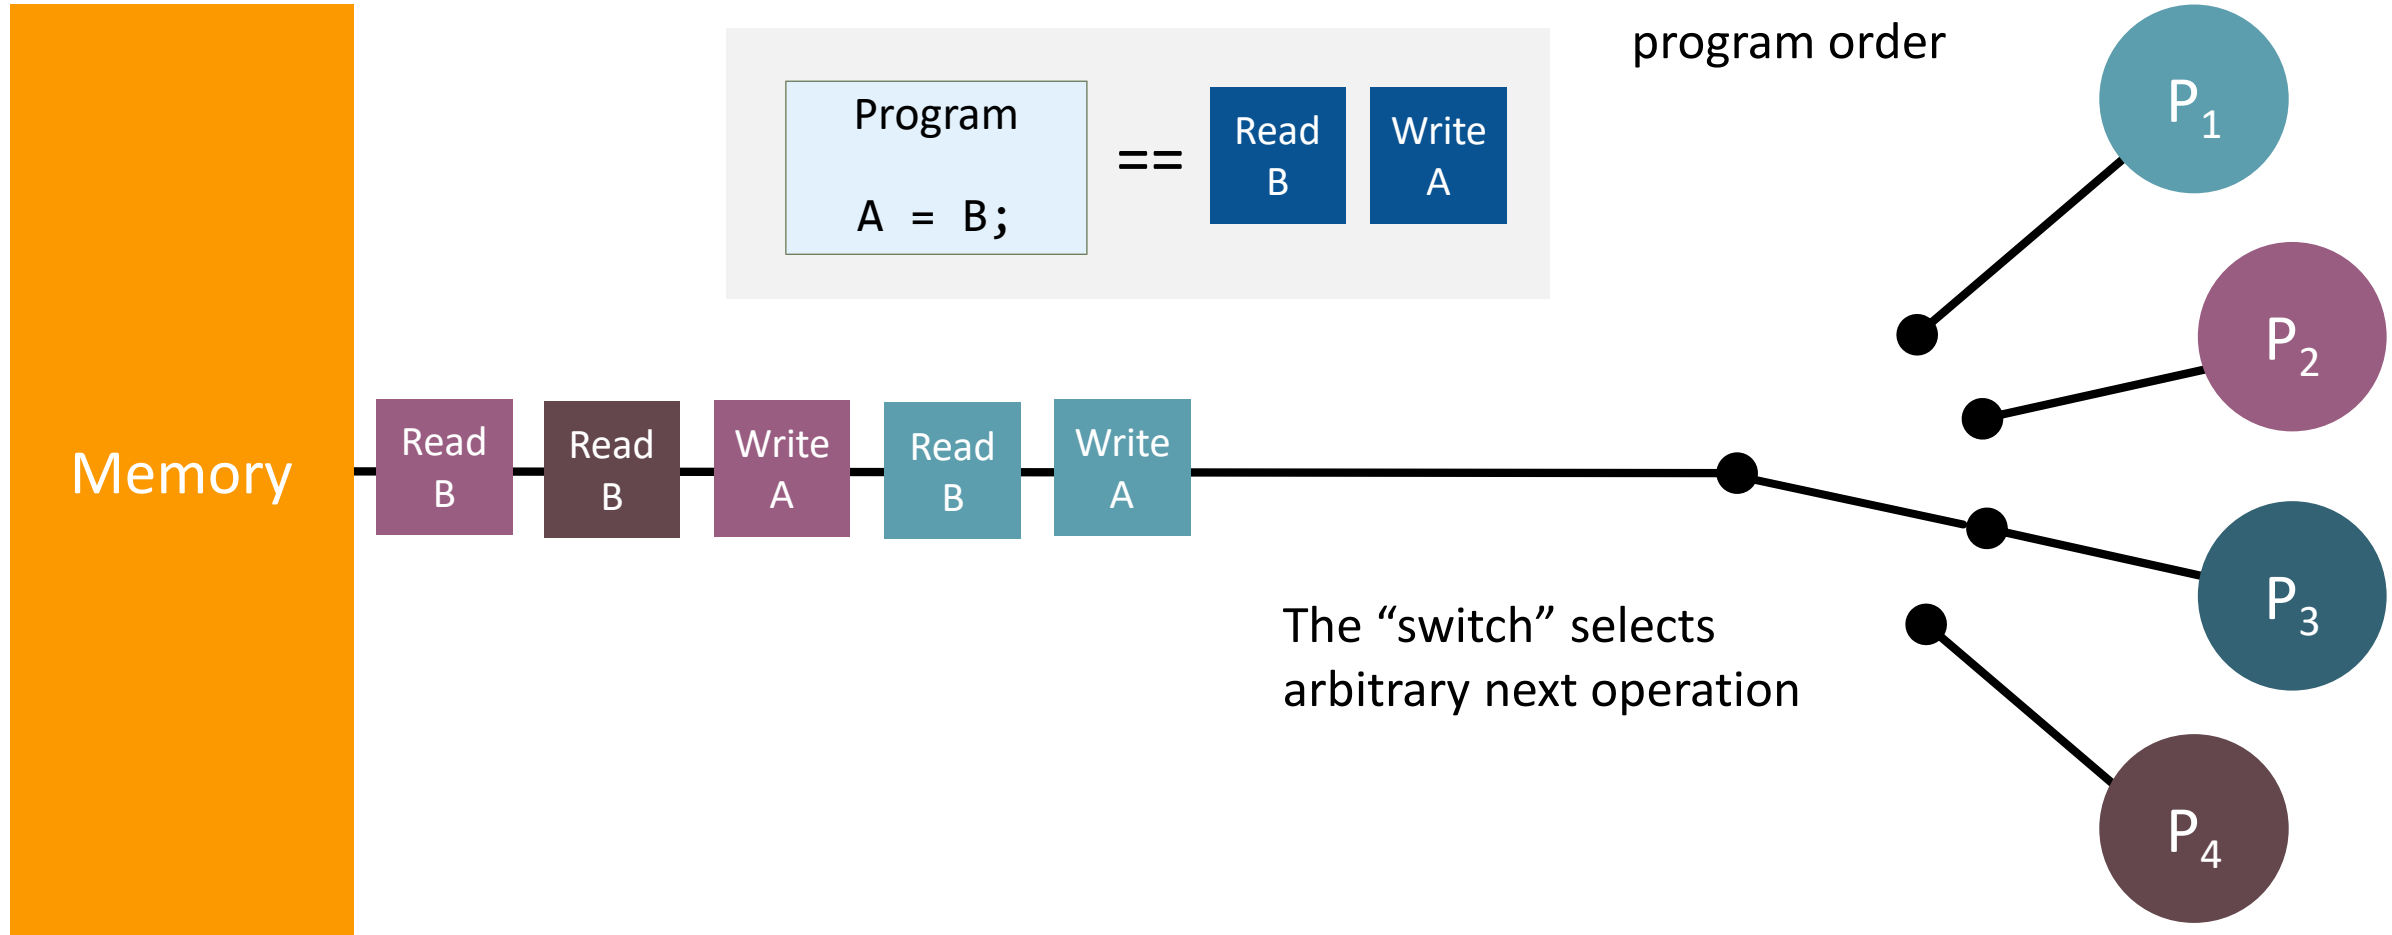 program order
Program
A = B;
==
Read
B
Write
A
P1
P2
P3
P4
Memory
Read
B
Read
B
Write
A
Read
B
Write
A
The “switch” selects
arbitrary next operation